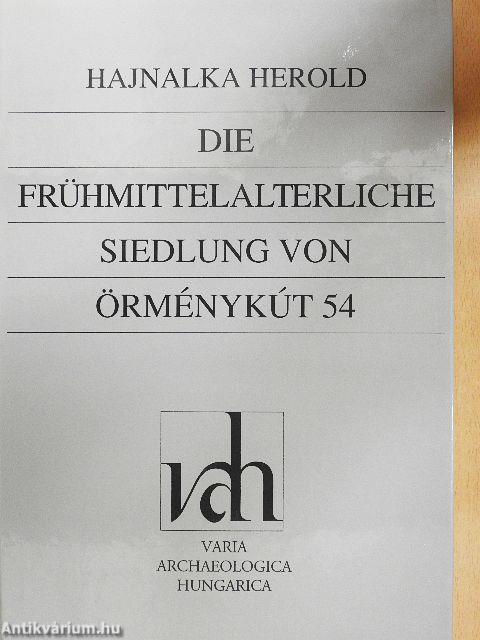 HAJNALKA HEROLD
DIE
FRÜHMITTELALTERLICHE
SIEDLUNG VON
ÖRMÉNYKÚT 54
vah
VARIA
ARCHAEOLOGICA
HUNGARICA
Antikvárium.hu